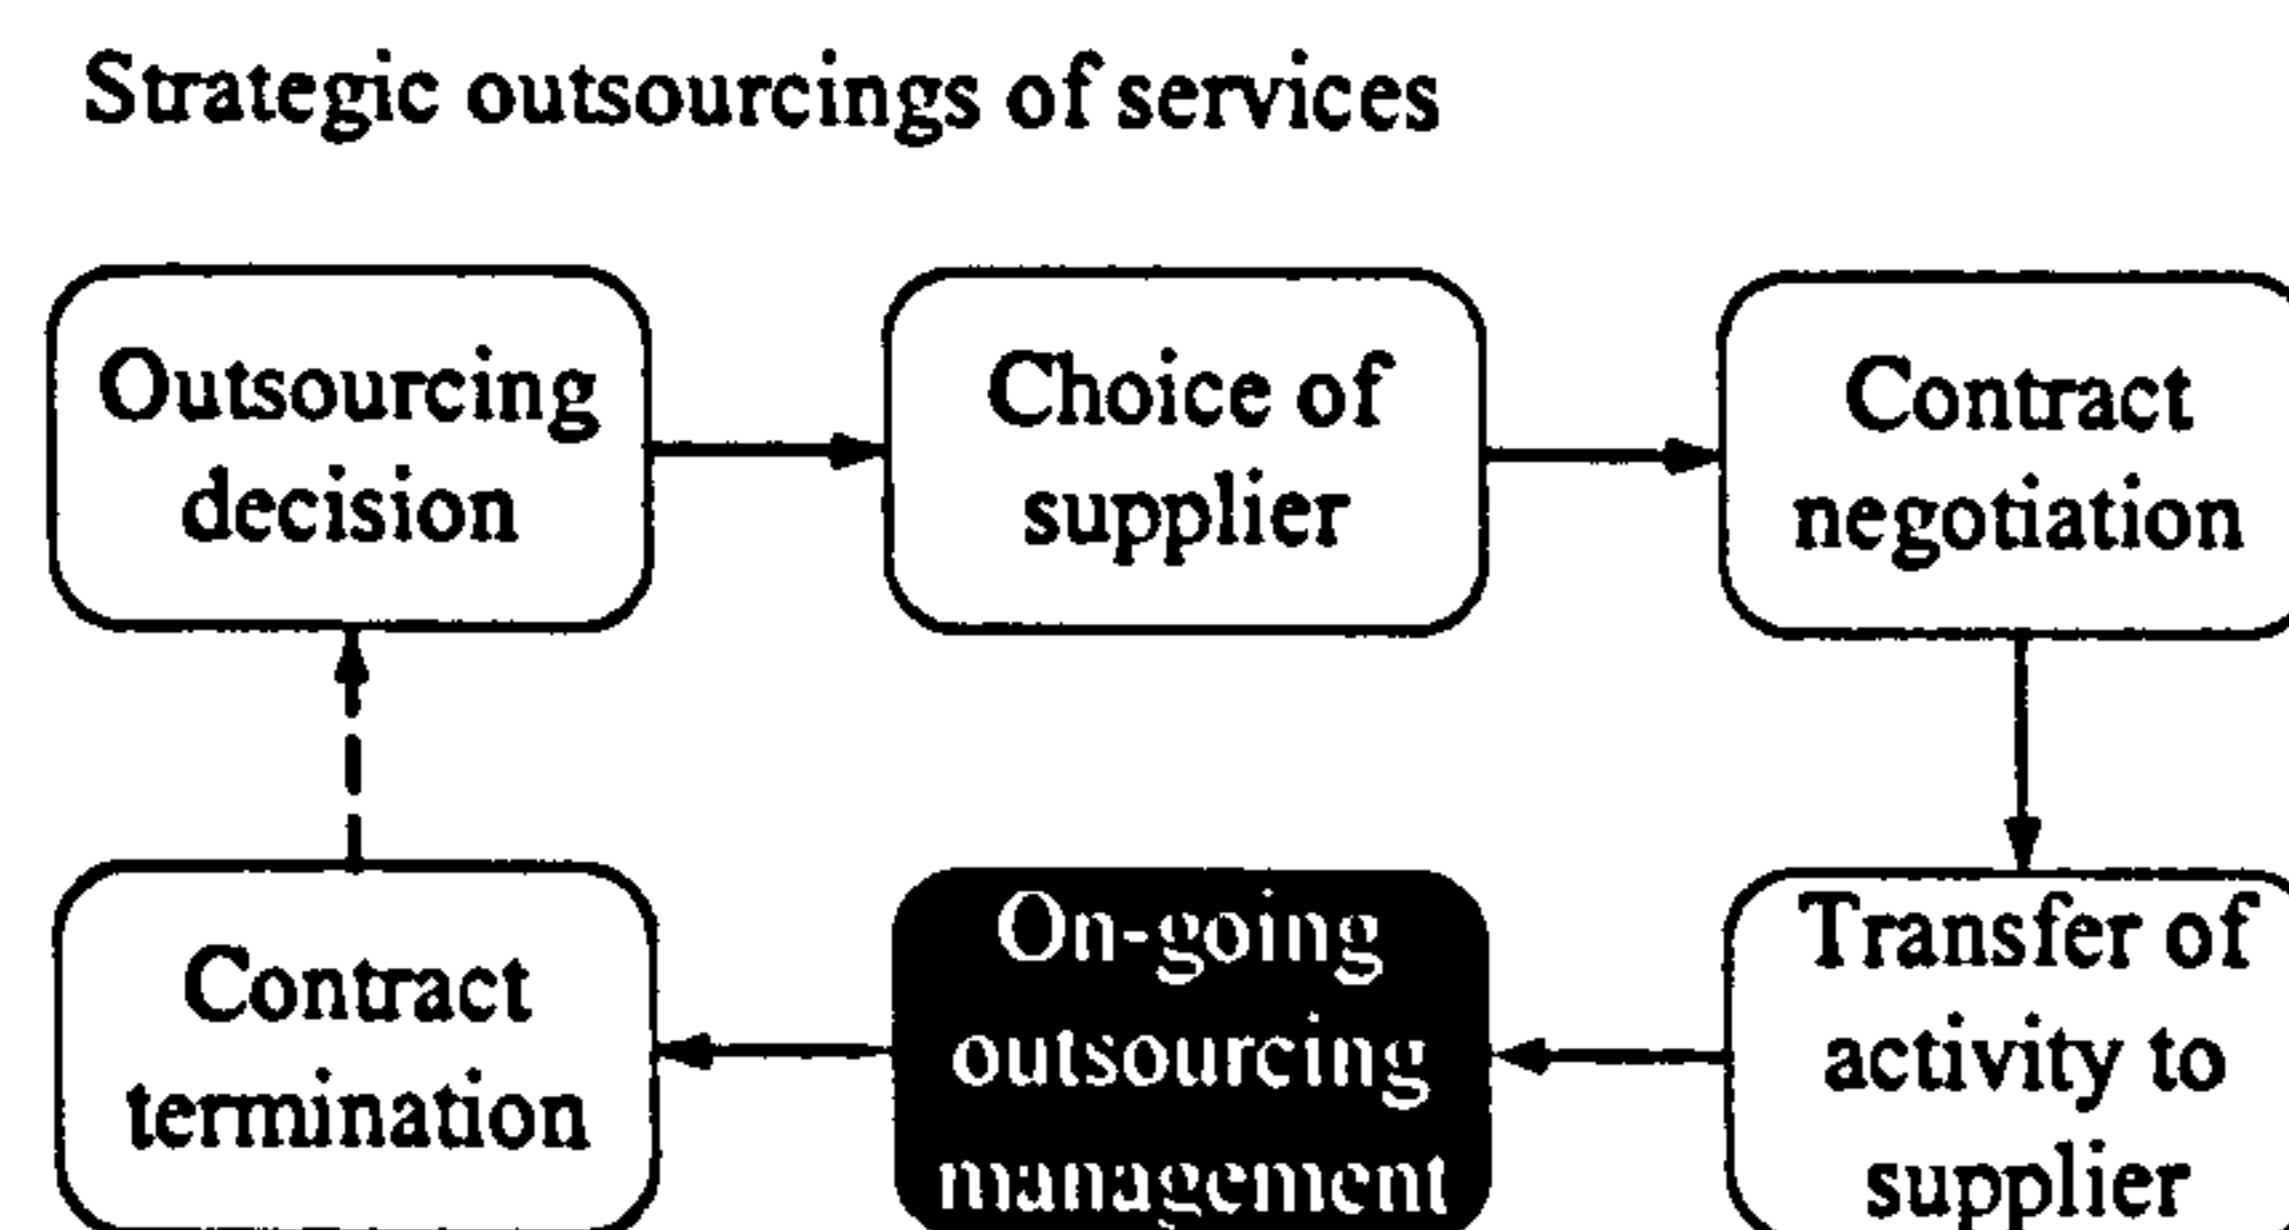 Strategic outsourcings of services
Outsourcing
decision
Choice of
supplier
Contract
negotiation
Contract
termination
On-going
outsourcing
management
Transfer of
activity to
supplier